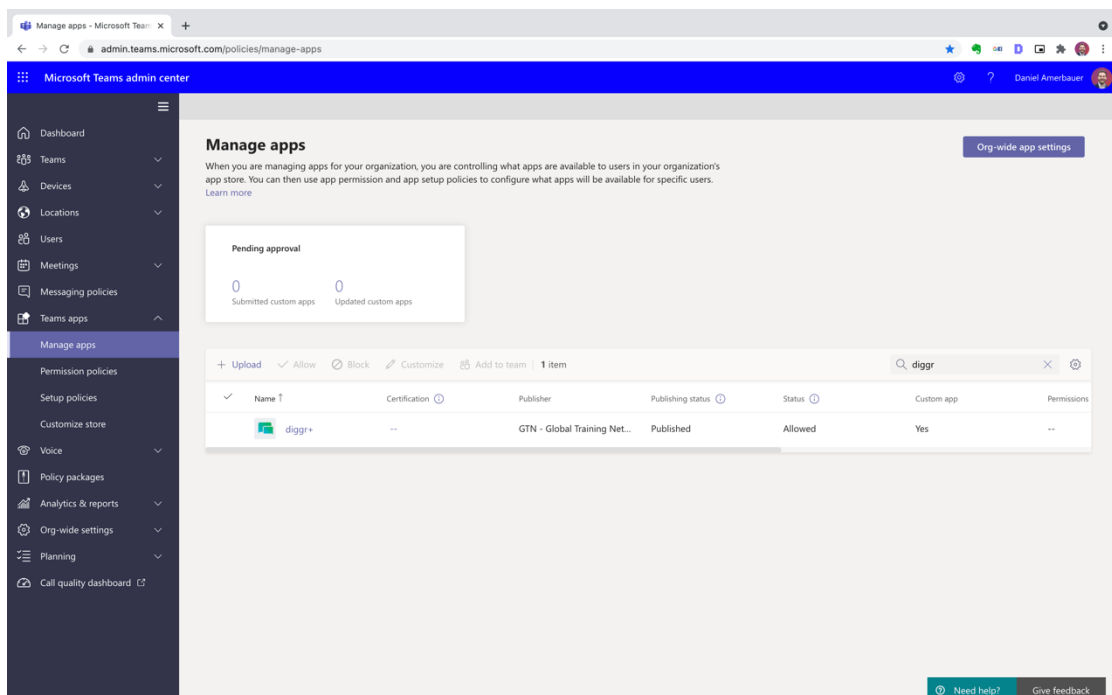 Manage apps - Microsoft Team
admin.teams.microsoft.com/policies/manage-apps
Microsoft Teams admin center
? Daniel Amerbauer
Dashboard
Teams
Devices
Locations
Users
Meetings
Messaging policies
Teams apps
Manage apps
Permission policies
Setup policies
Customize store
Voice
Policy packages
Analytics & reports
Org-wide settings
Planning
Call quality dashboard
Manage apps
Org-wide app settings
When you are managing apps for your organization, you are controlling what apps are available to users in your organization's
app store. You can then use app permission and app setup policies to configure what apps will be available for specific users.
Learn more
Pending approval
0 0
Submitted custom apps Updated custom apps
+ Upload Allow Block Customize Add to team | 1 item diggr
Name ↑ Certification Publisher Publishing status Status Custom app Permissions
diggr+ -- GTN - Global Training Net... Published Allowed Yes --
Need help? Give feedback